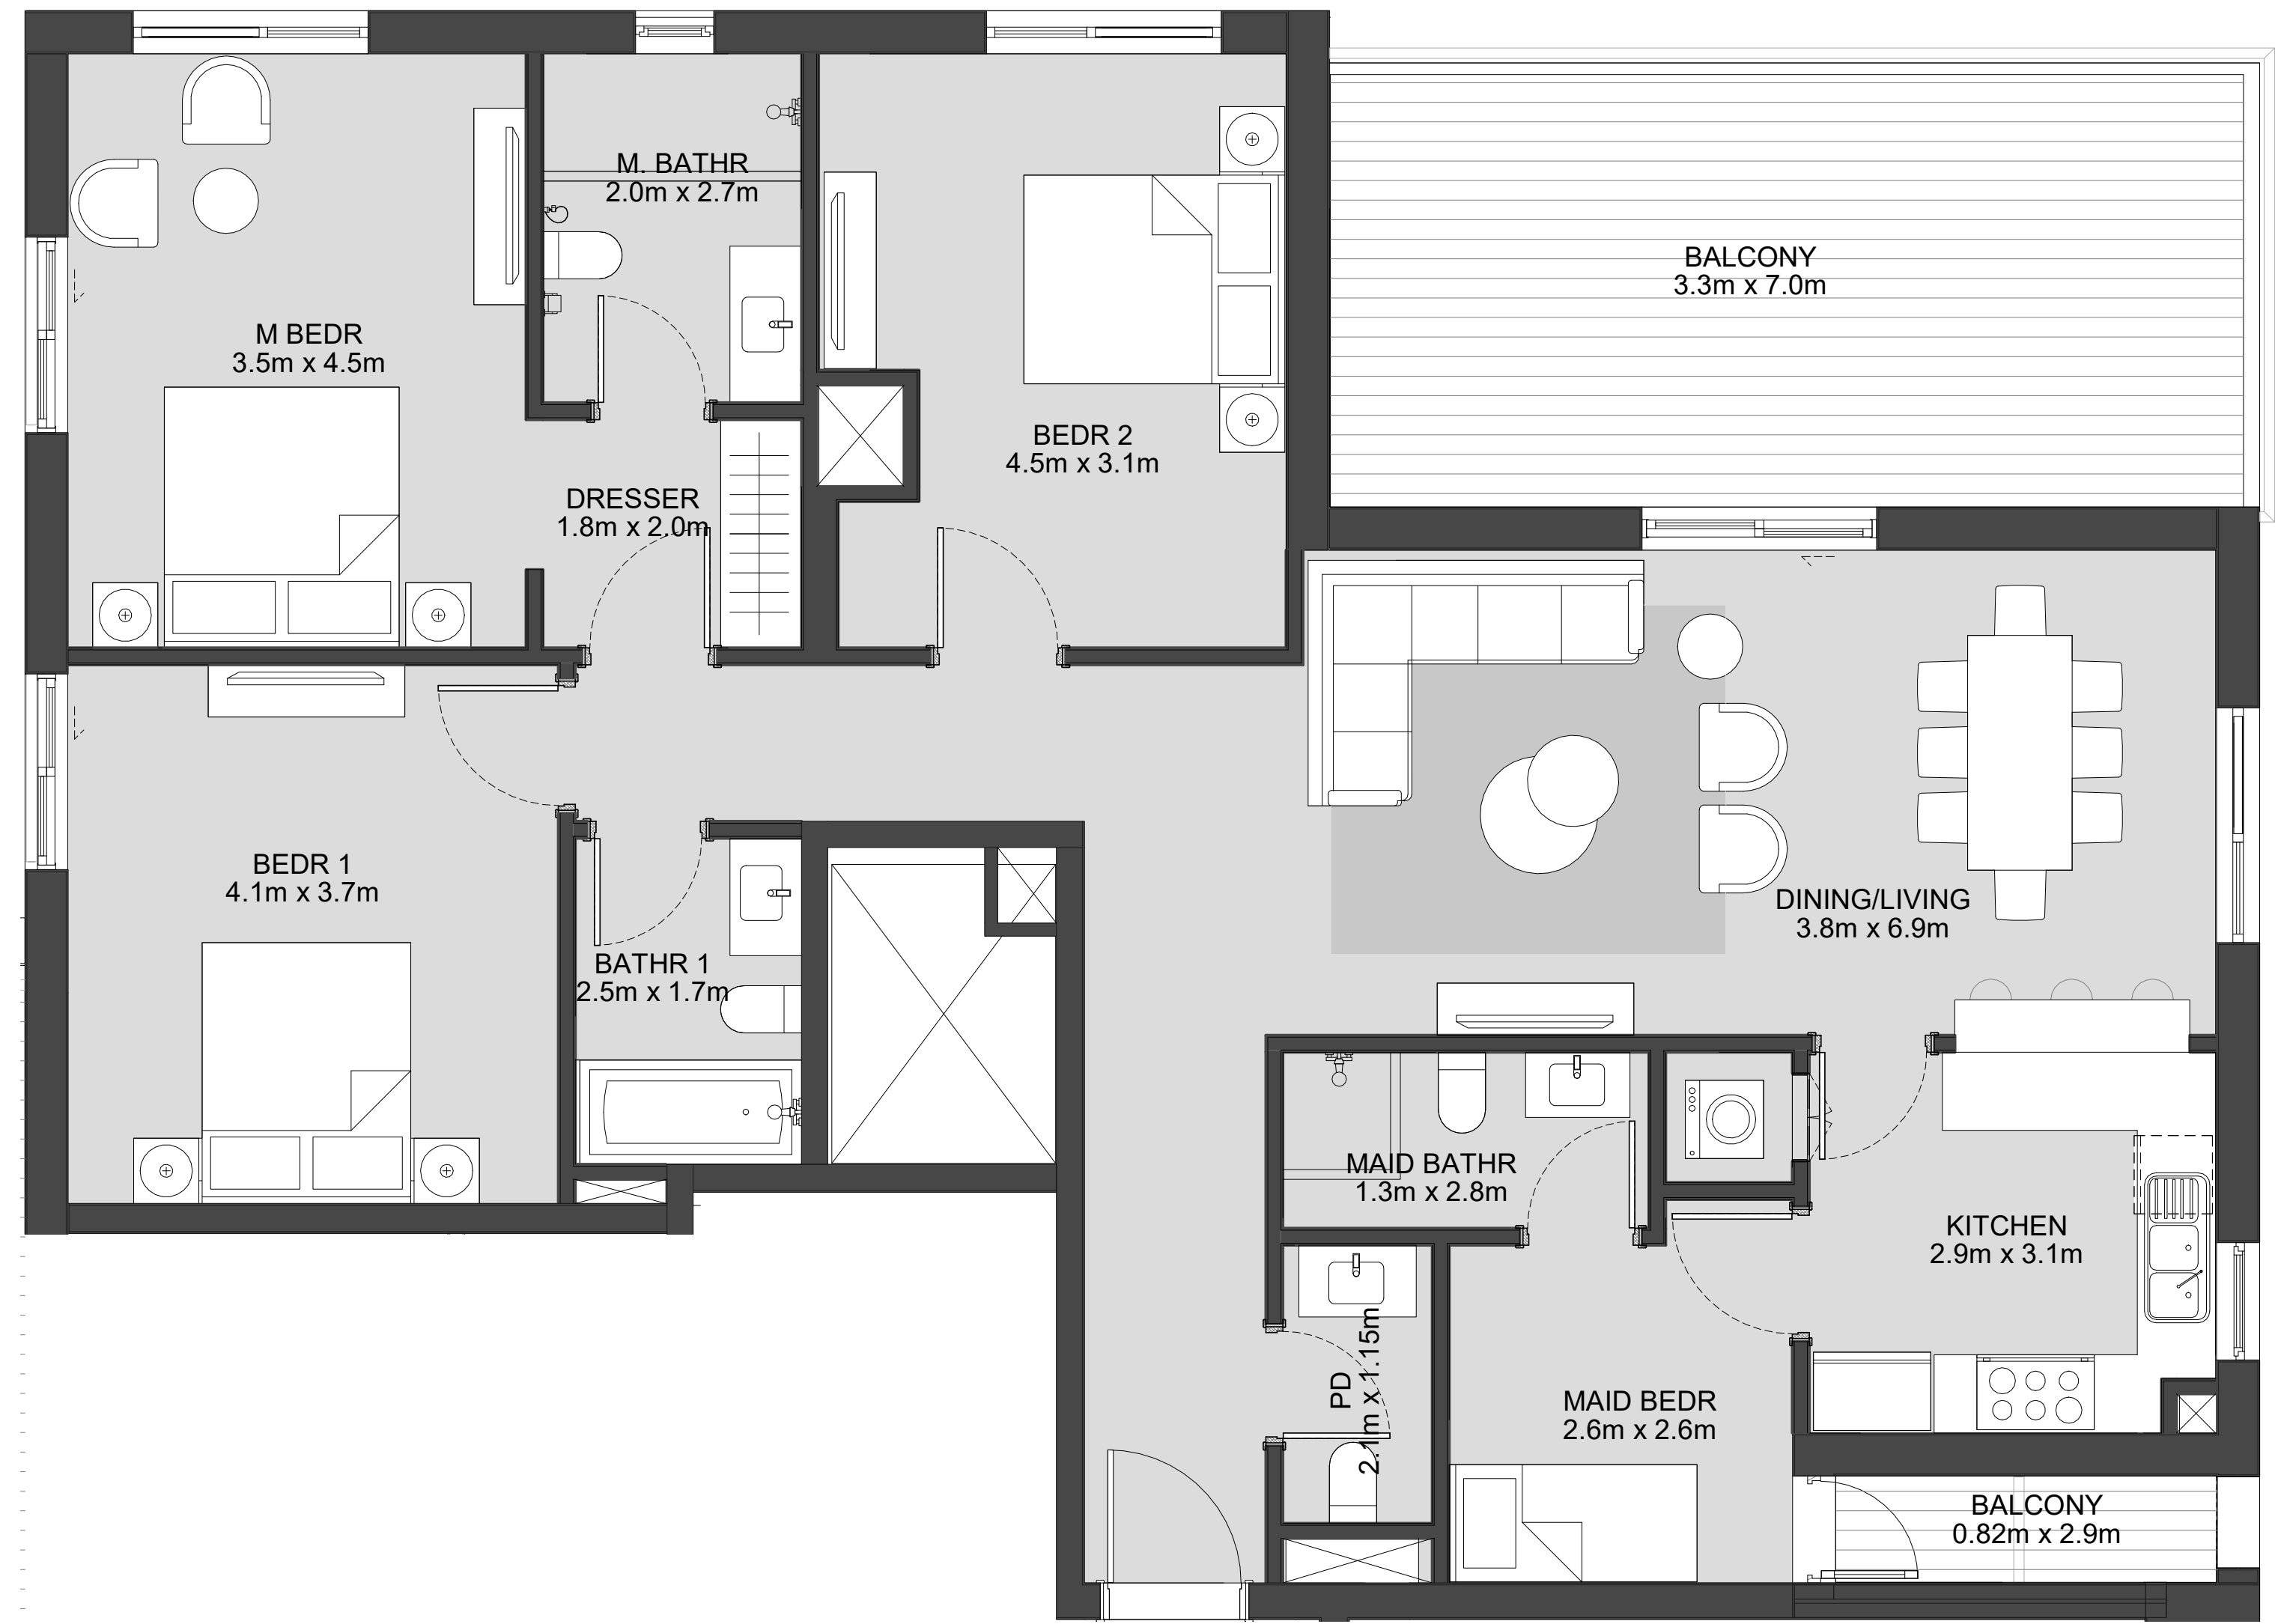 M. BATHR
2.0m x 2.7m
BALCONY
3.3m x 7.0m
M BEDR
3.5m x 4.5m
BEDR 2
4.5m x 3.1m
DRESSER
1.8m x 2.0m
BEDR 1
4.1m x 3.7m
DINING/LIVING
3.8m x 6.9m
BATHR 1
2.5m x 1.7m
MAID BATHR
1.3m x 2.8m
KITCHEN
2.9m x 3.1m
PD
2.1m x 1.15m
MAID BEDR
2.6m x 2.6m
BALCONY
0.82m x 2.9m